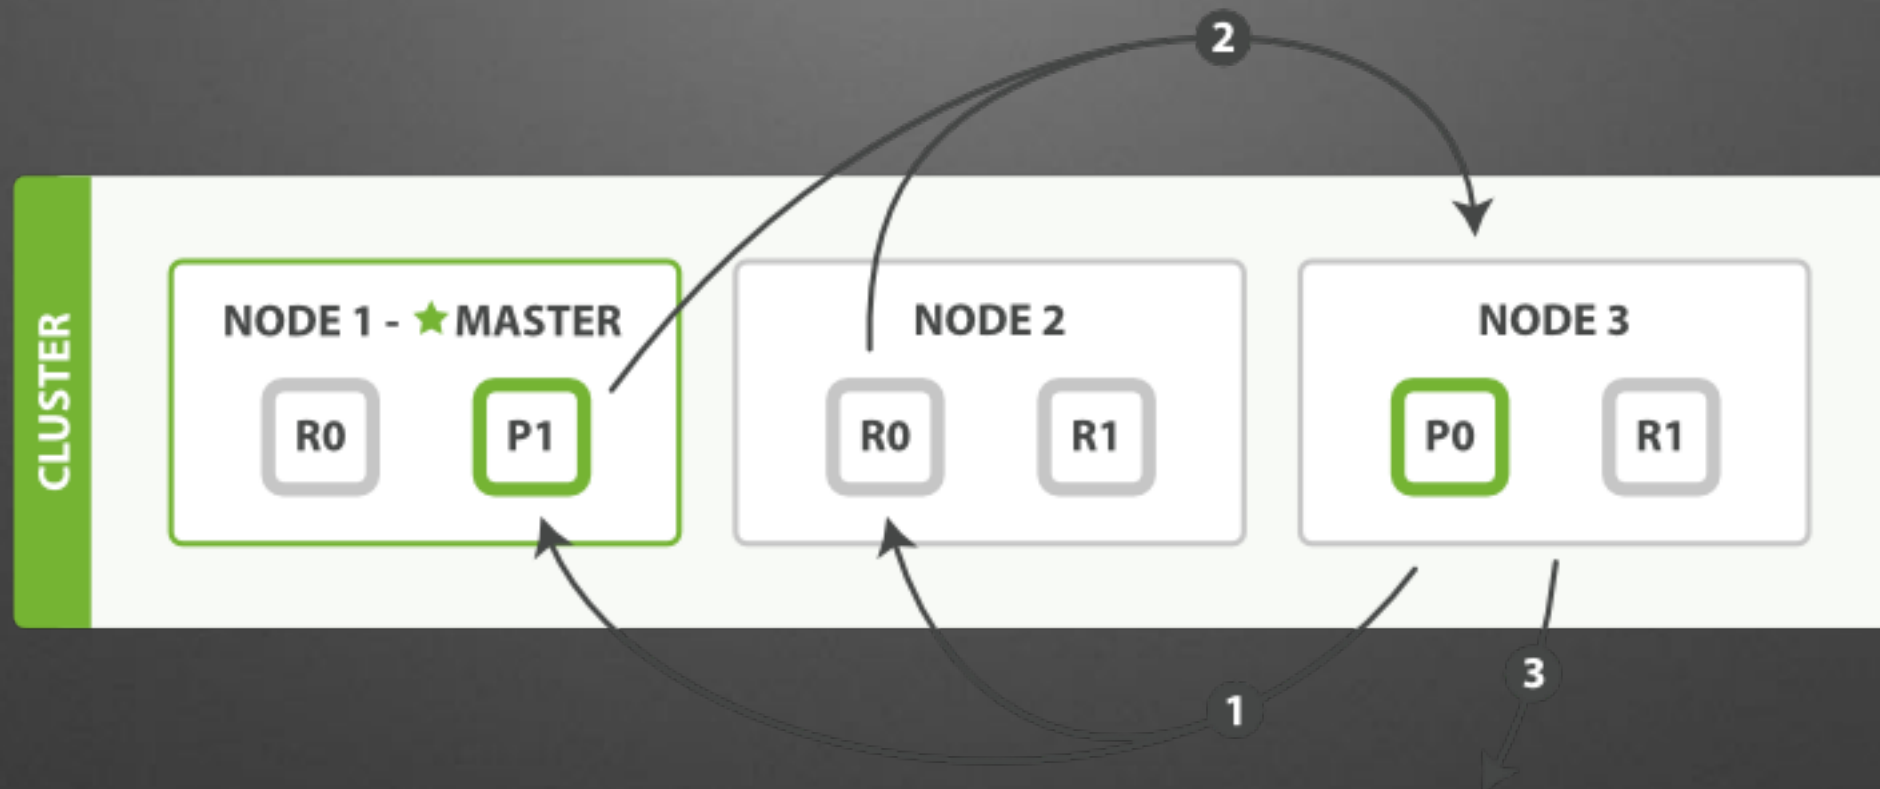 2
CLUSTER
NODE 1 - ★ MASTER
R0
P1
NODE 2
R0
R1
NODE 3
P0
R1
1
3